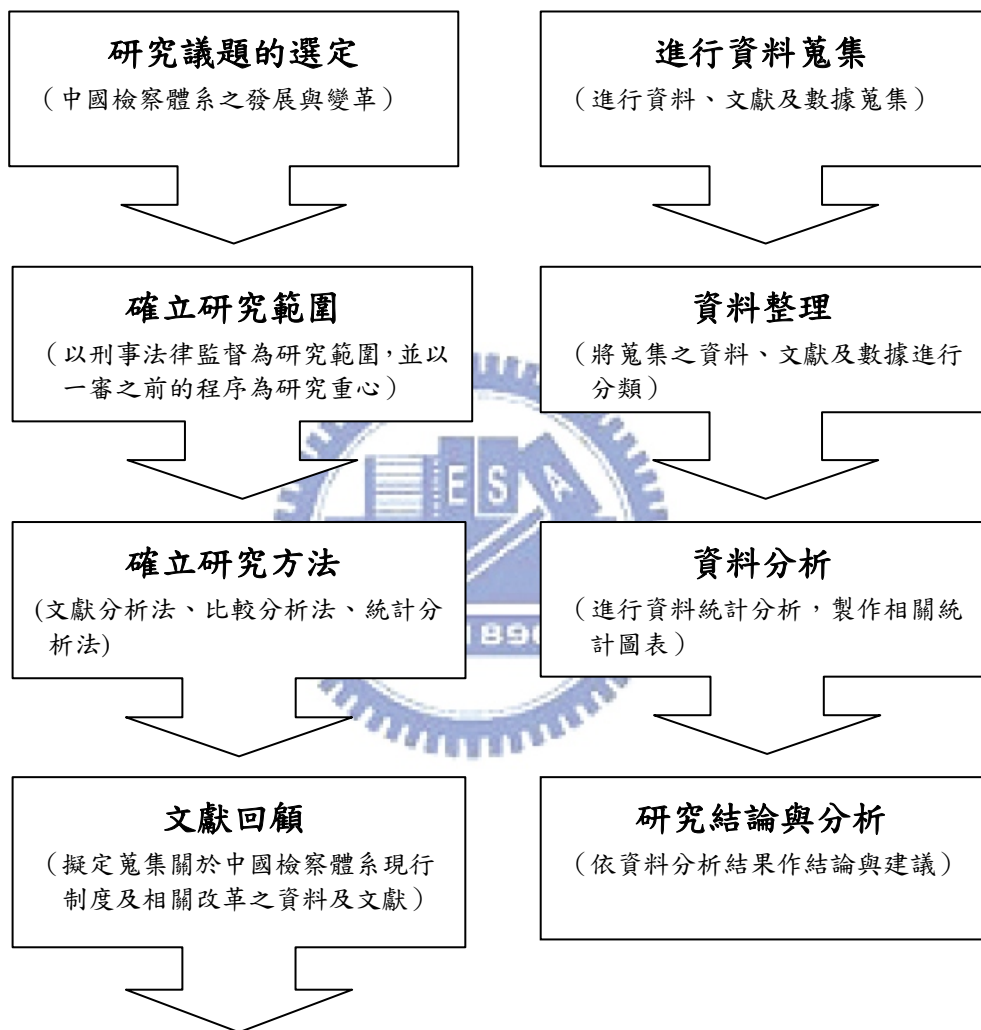 研究議題的選定
（中國檢察體系之發展與變革）
確立研究範圍
（以刑事法律監督為研究範圍，並以
一審之前的程序為研究重心）
確立研究方法
(文獻分析法、比較分析法、統計分
析法)
文獻回顧
（擬定蒐集關於中國檢察體系現行
制度及相關改革之資料及文獻）
進行資料蒐集
（進行資料、文獻及數據蒐集）
資料整理
（將蒐集之資料、文獻及數據進行
分類）
資料分析
（進行資料統計分析，製作相關統
計圖表）
研究結論與分析
（依資料分析結果作結論與建議）
E S A
189